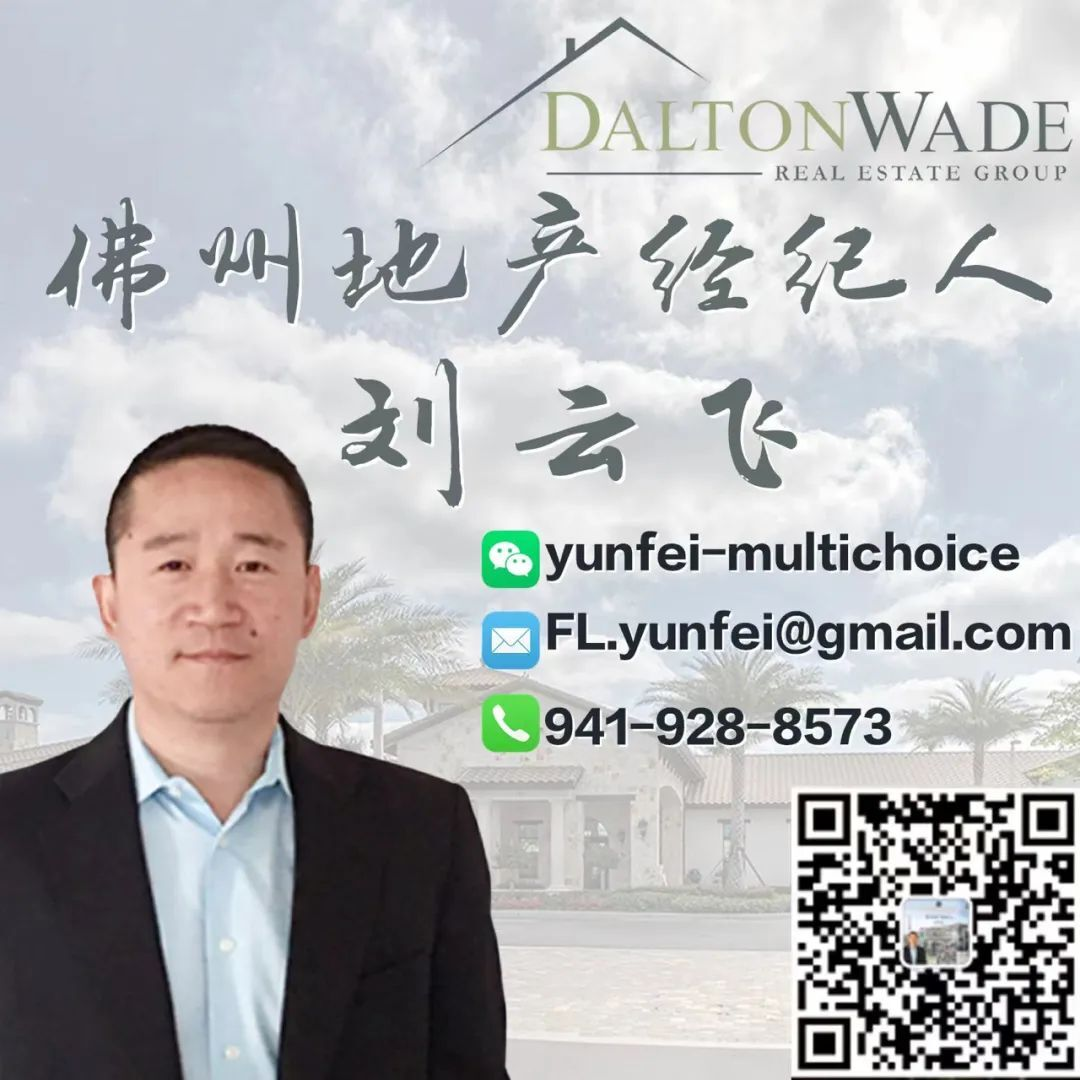 DALTONWADE
REAL ESTATE GROUP
佛州地产经纪人
刘云飞
yunfei-multichoice
FL.yunfei@gmail.com
941-928-8573